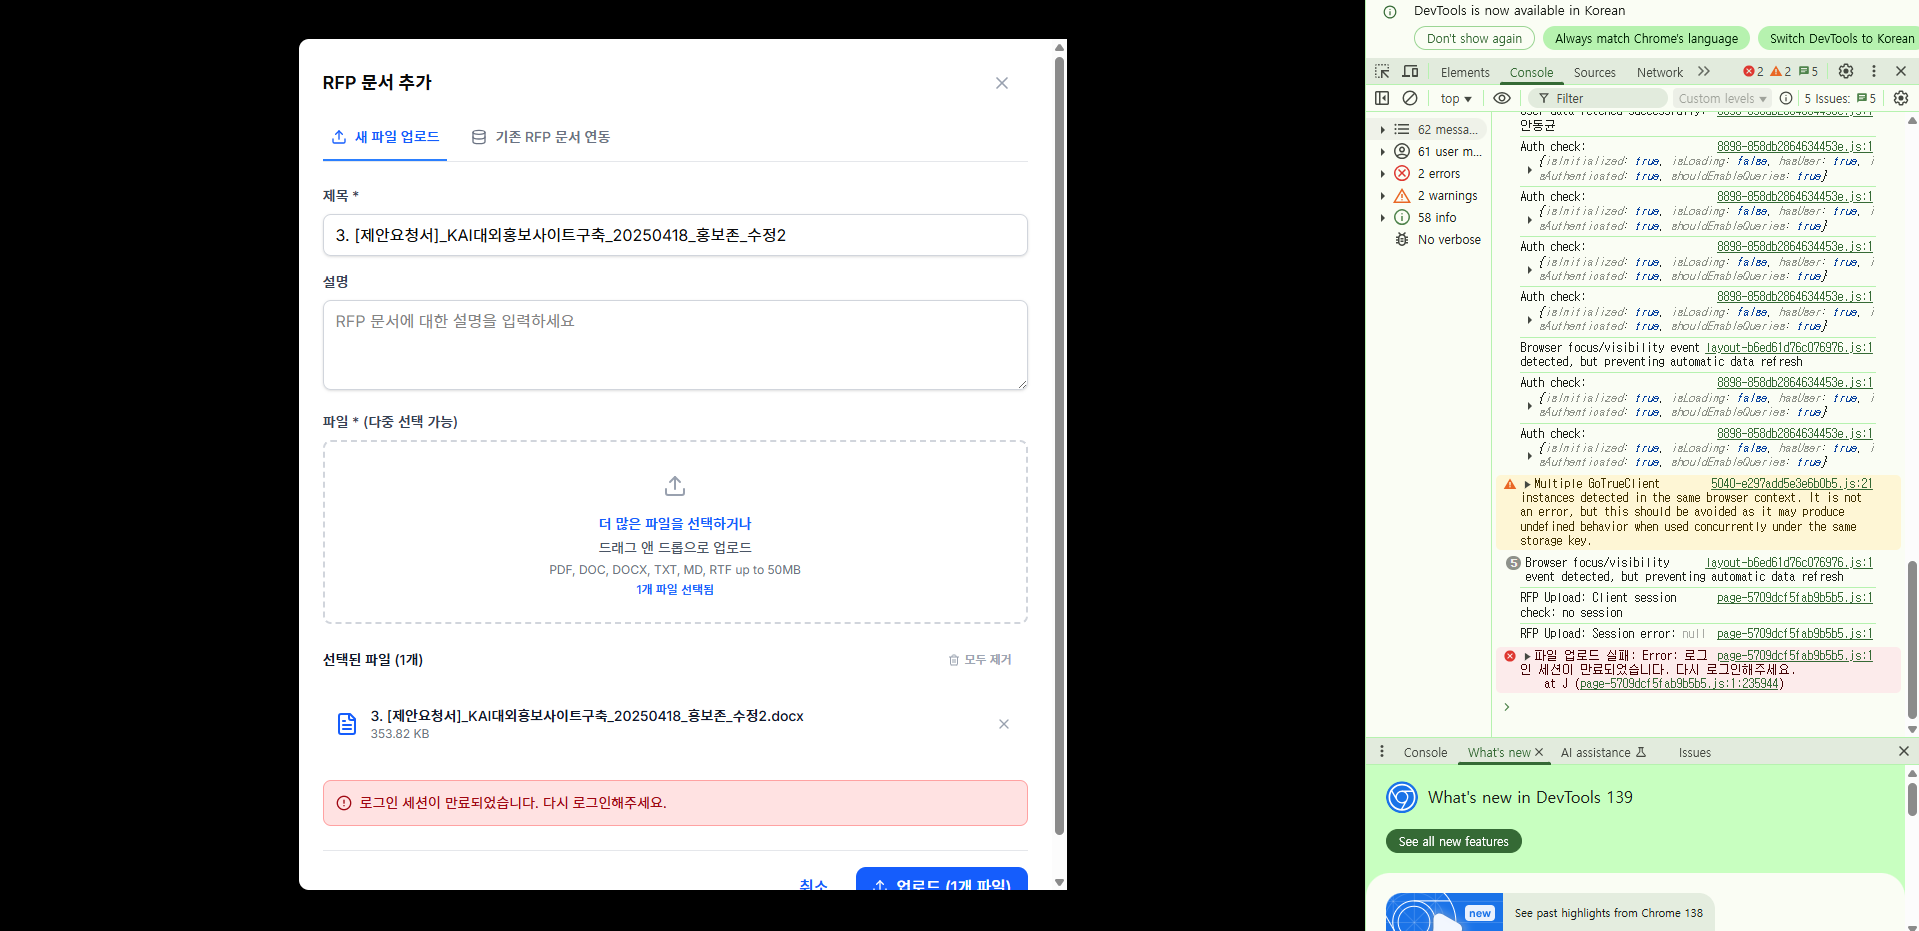 RFP 문서 추가
새 파일 업로드
기존 RFP 문서 연동
제목 *
3. [제안요청서]_KAI대외홍보사이트구축_20250418_홍보존_수정2
설명
RFP 문서에 대한 설명을 입력하세요
파일 * (다중 선택 가능)
더 많은 파일을 선택하거나
드래그 앤 드롭으로 업로드
PDF, DOC, DOCX, TXT, MD, RTF up to 50MB
1개 파일 선택됨
선택된 파일 (1개)
모두 제거
3. [제안요청서]_KAI대외홍보사이트구축_20250418_홍보존_수정2.docx
353.82 KB
로그인 세션이 만료되었습니다. 다시 로그인해주세요.
취소
업로드 (1개 파일)
DevTools is now available in Korean
Don't show again
Always match Chrome's language
Switch DevTools to Korean
Elements
Console
Sources
Network
2
2
5
top
Filter
Custom levels
5 Issues:
5
62 messa...
61 user m...
2 errors
2 warnings
58 info
No verbose
User data fetched successfully: 8898-858db2864634453e.js:1
안동균
Auth check: 8898-858db2864634453e.js:1
{isInitialized: true, isLoading: false, hasUser: true, i
sAuthenticated: true, shouldEnableQueries: true}
Auth check: 8898-858db2864634453e.js:1
{isInitialized: true, isLoading: false, hasUser: true, i
sAuthenticated: true, shouldEnableQueries: true}
Auth check: 8898-858db2864634453e.js:1
{isInitialized: true, isLoading: false, hasUser: true, i
sAuthenticated: true, shouldEnableQueries: true}
Auth check: 8898-858db2864634453e.js:1
{isInitialized: true, isLoading: false, hasUser: true, i
sAuthenticated: true, shouldEnableQueries: true}
Browser focus/visibility event layout-b6ed61d76c076976.js:1
detected, but preventing automatic data refresh
Auth check: 8898-858db2864634453e.js:1
{isInitialized: true, isLoading: false, hasUser: true, i
sAuthenticated: true, shouldEnableQueries: true}
Auth check: 8898-858db2864634453e.js:1
{isInitialized: true, isLoading: false, hasUser: true, i
sAuthenticated: true, shouldEnableQueries: true}
Multiple GoTrueClient 5040-e297add5e3e6b0b5.js:21
instances detected in the same browser context. It is not
an error, but this should be avoided as it may produce
undefined behavior when used concurrently under the same
storage key.
5 Browser focus/visibility layout-b6ed61d76c076976.js:1
event detected, but preventing automatic data refresh
RFP Upload: Client session page-5709dcf5fab9b5b5.js:1
check: no session
RFP Upload: Session error: null page-5709dcf5fab9b5b5.js:1
파일 업로드 실패: Error: 로그 page-5709dcf5fab9b5b5.js:1
인 세션이 만료되었습니다. 다시 로그인해주세요.
at J (page-5709dcf5fab9b5b5.js:1:235944)
Console
What's new
AI assistance
Issues
What's new in DevTools 139
See all new features
new
See past highlights from Chrome 138